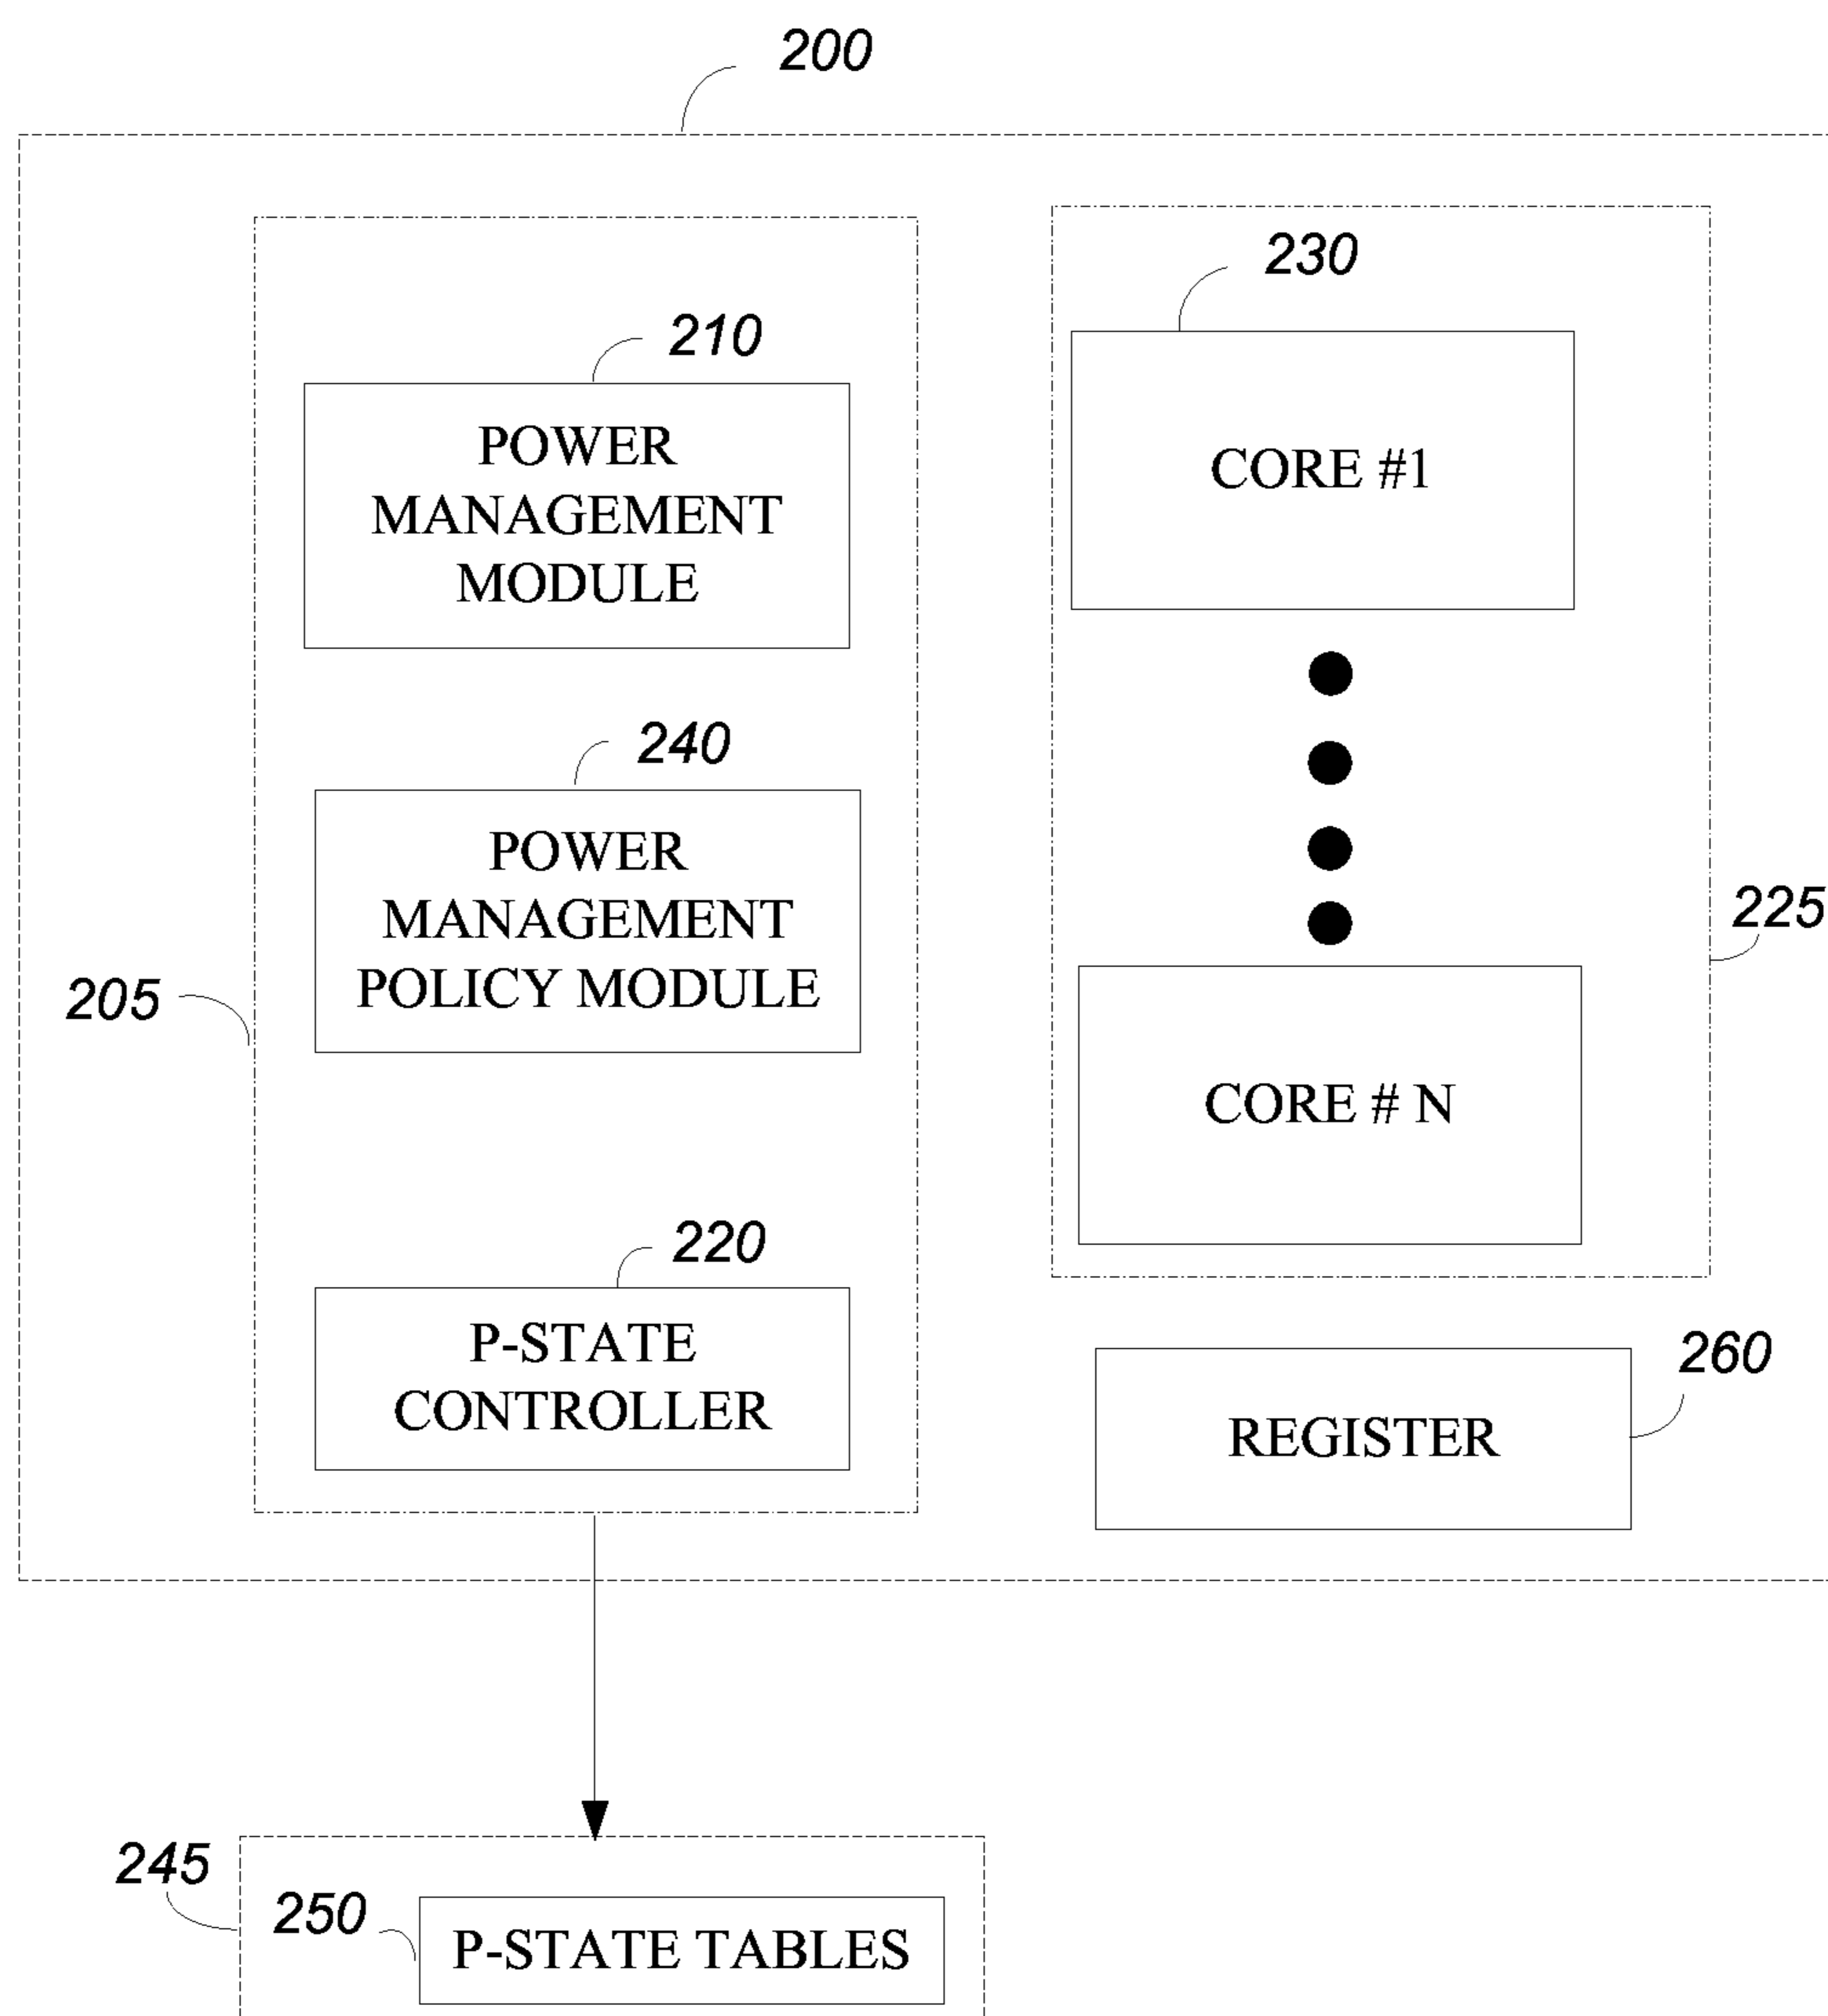 200
210
POWER
MANAGEMENT
MODULE
240
POWER
MANAGEMENT
POLICY MODULE
205
220
P-STATE
CONTROLLER
230
CORE #1
CORE # N
225
260
REGISTER
245
250
P-STATE TABLES